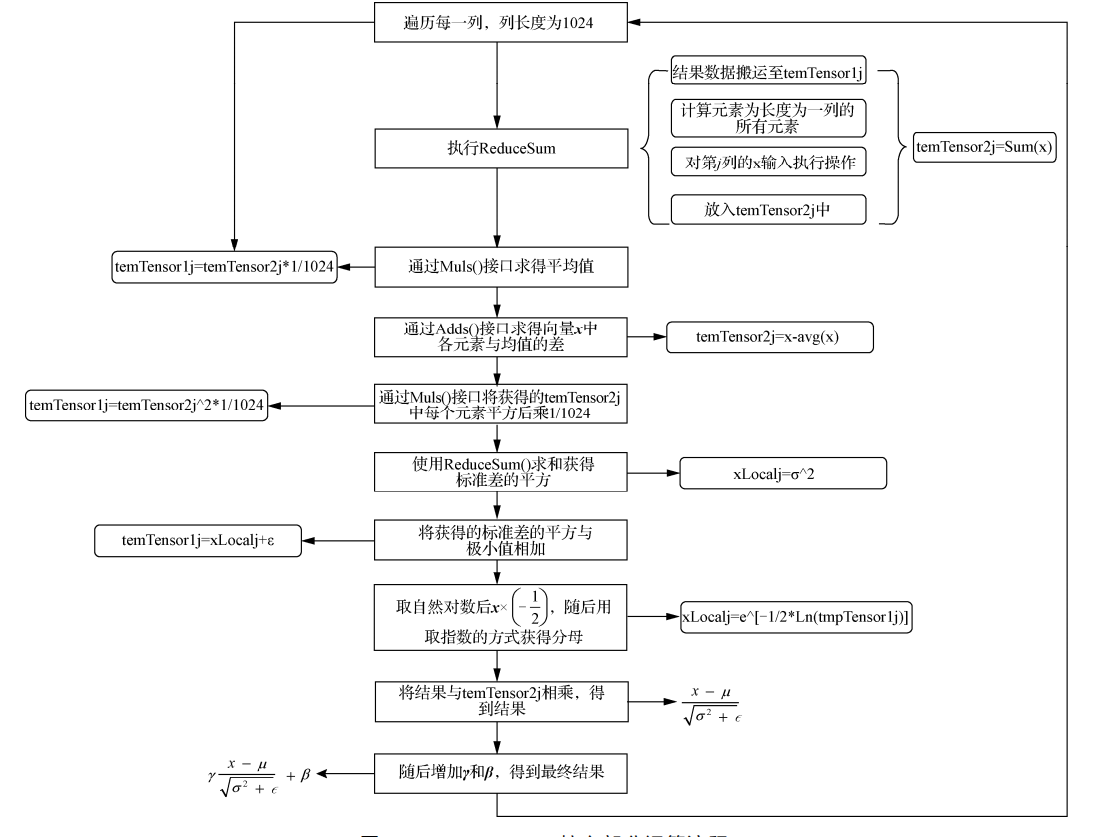 遍历每一列，列长度为1024
执行ReduceSum
结果数据搬运至temTensor1j
计算元素为长度为一列的
所有元素
对第j列的x输入执行操作
放入temTensor2j中
temTensor2j=Sum(x)
temTensor1j=temTensor2j*1/1024
通过Muls()接口求得平均值
通过Adds()接口求得向量x中
各元素与均值的差
temTensor2j=x-avg(x)
temTensor1j=temTensor2j^2*1/1024
通过Muls()接口将获得的temTensor2j
中每个元素平方后乘1/1024
使用ReduceSum()求和获得
标准差的平方
xLocalj=σ^2
temTensor1j=xLocalj+ε
将获得的标准差的平方与
极小值相加
取自然对数后x×(-1/2)，随后用
取指数的方式获得分母
xLocalj=e^[−1/2*Ln(tmpTensor1j)]
将结果与temTensor2j相乘，得
到结果
x − μ
√σ² + ϵ
γ (x − μ)/(√σ² + ϵ) + β
随后增加γ和β，得到最终结果